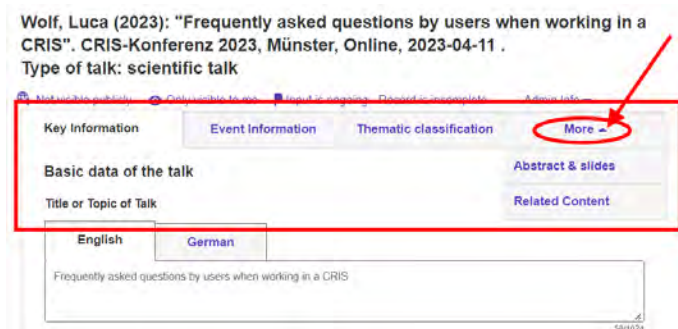 Wolf, Luca (2023): "Frequently asked questions by users when working in a
CRIS". CRIS-Konferenz 2023, Münster, Online, 2023-04-11 .
Type of talk: scientific talk
Not visible publicly Only visible to me Input is ongoing Record is incomplete Admin Info
Key Information Event Information Thematic classification More
Basic data of the talk Abstract & slides
Title or Topic of Talk Related Content
English German
Frequently asked questions by users when working in a CRIS